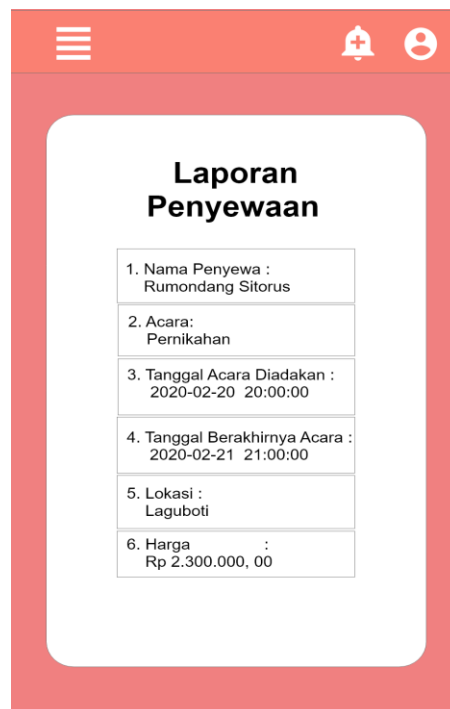 Laporan
Penyewaan
1. Nama Penyewa :
Rumondang Sitorus
2. Acara:
Pernikahan
3. Tanggal Acara Diadakan :
2020-02-20 20:00:00
4. Tanggal Berakhirnya Acara :
2020-02-21 21:00:00
5. Lokasi :
Laguboti
6. Harga :
Rp 2.300.000, 00